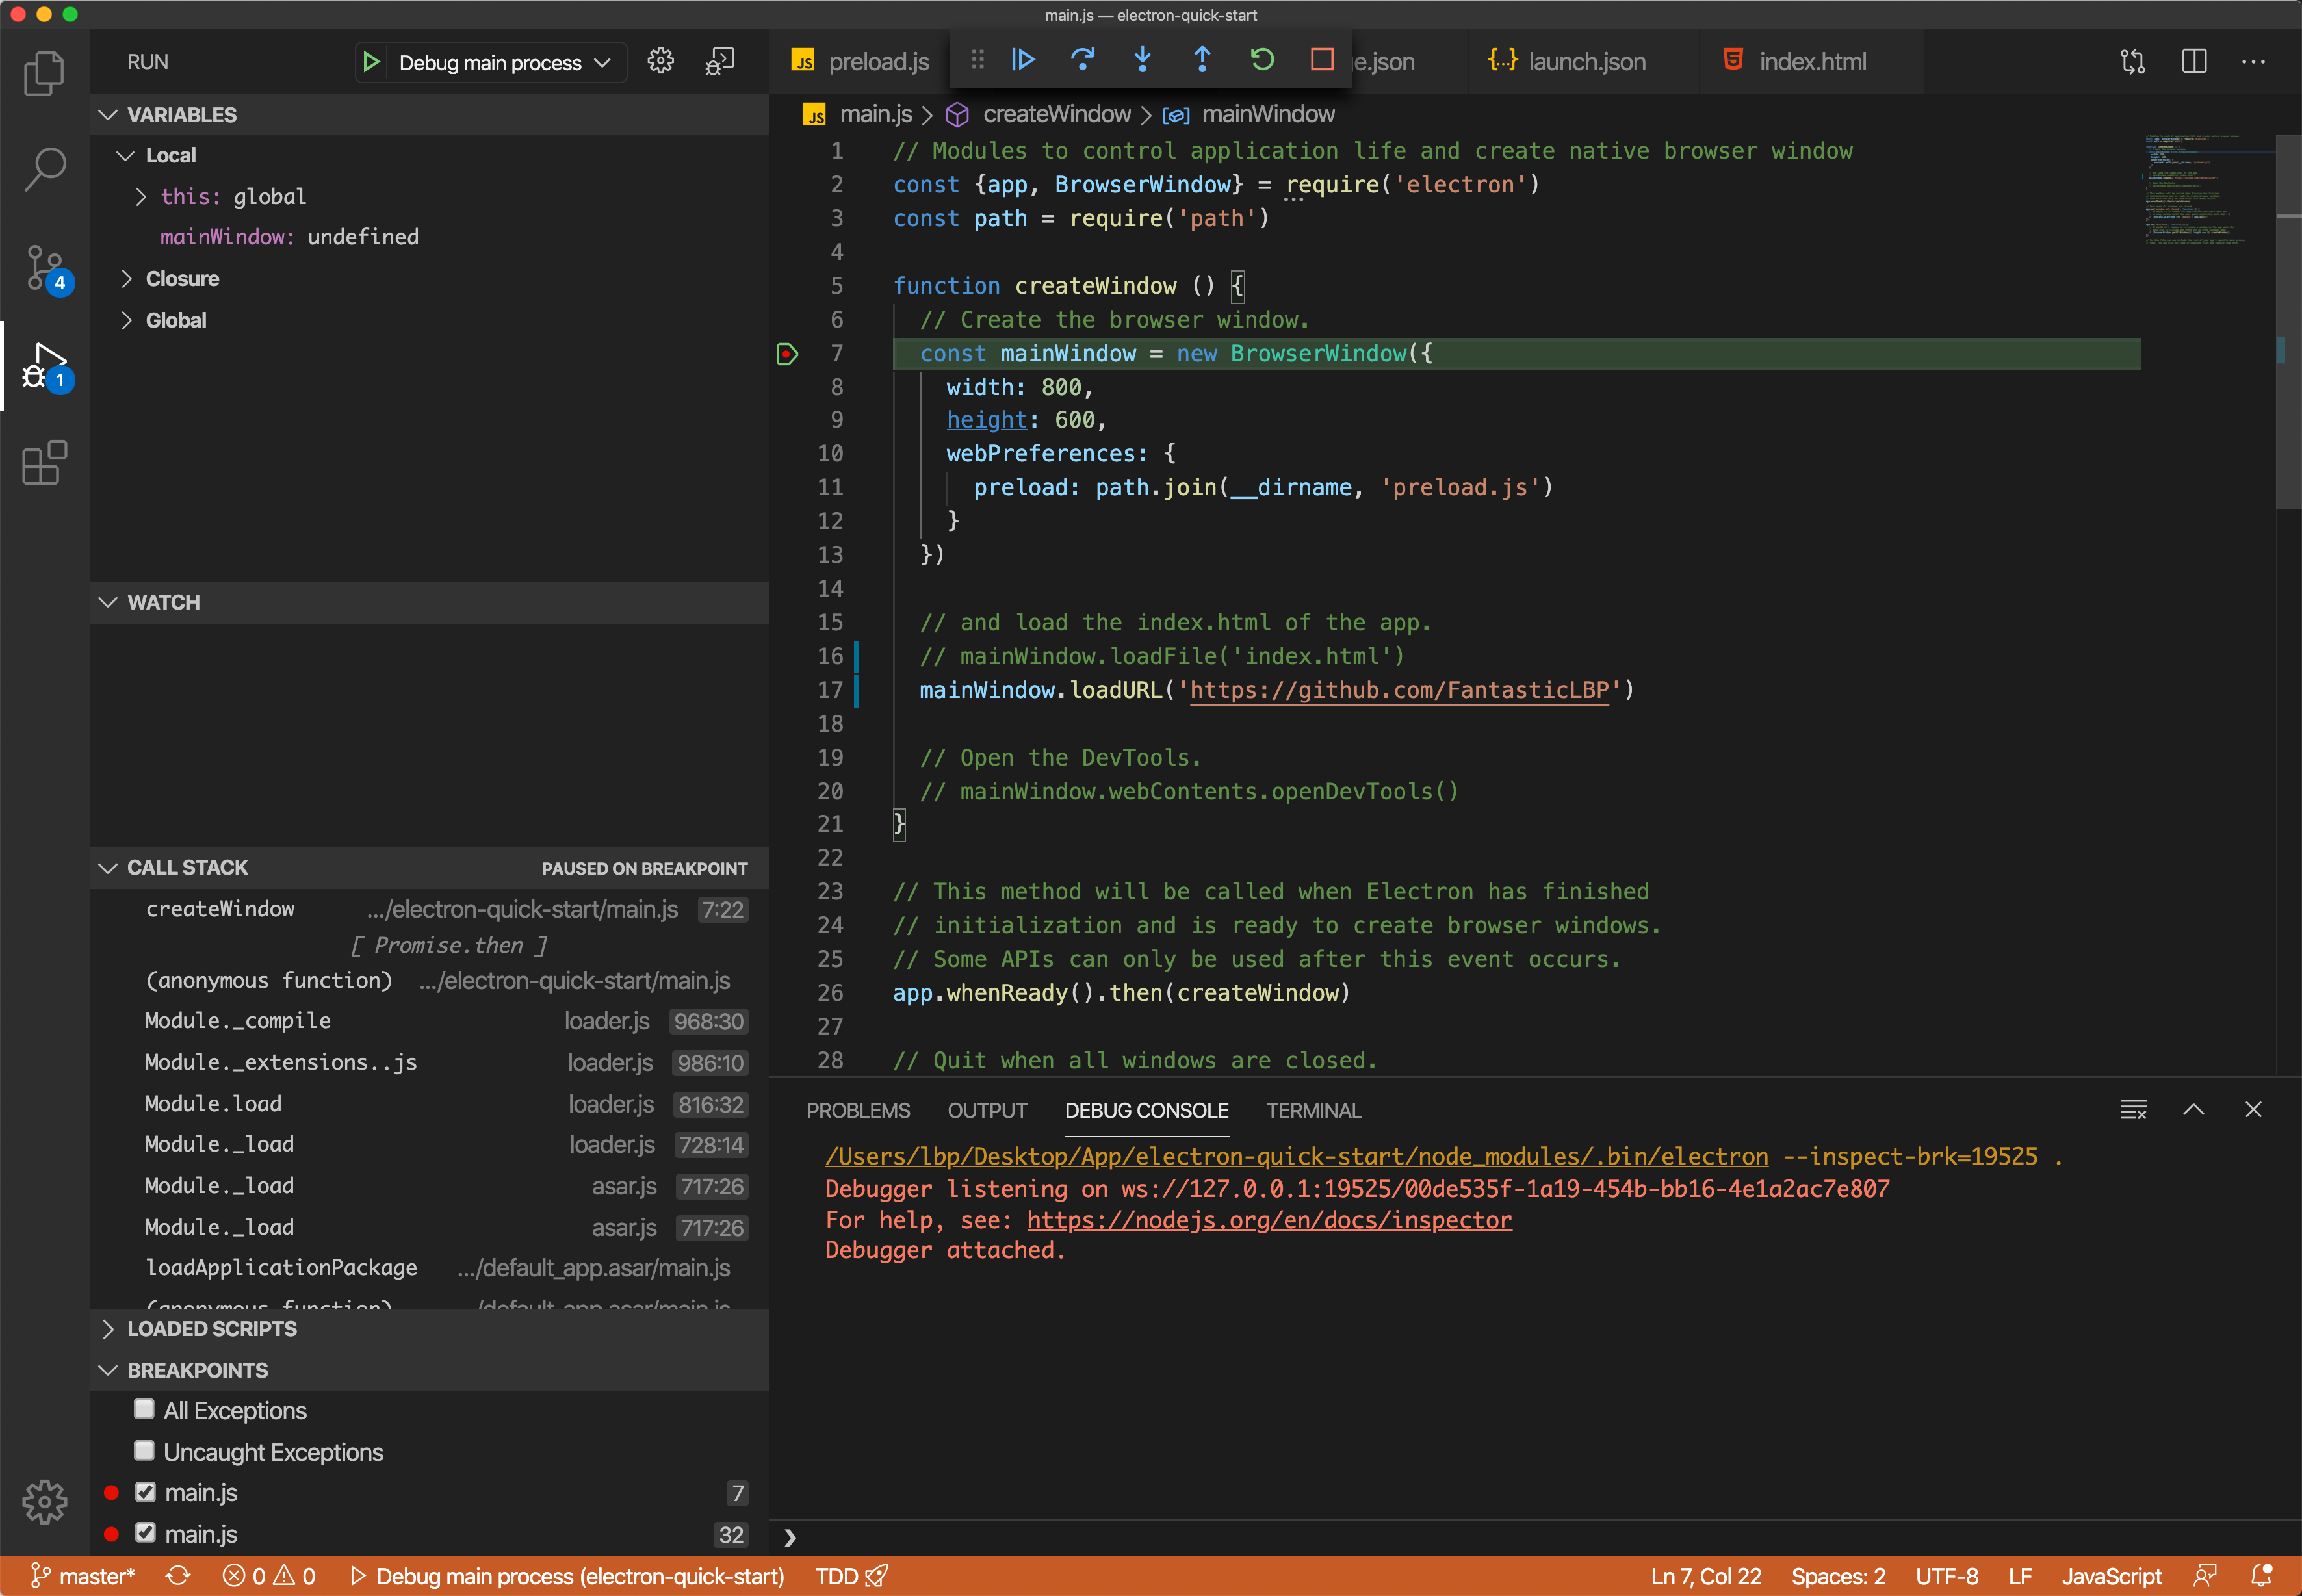 main.js — electron-quick-start
RUN
Debug main process
preload.js
e.json
launch.json
index.html
main.js > createWindow > mainWindow
4
1
VARIABLES
Local
this: global
mainWindow: undefined
Closure
Global
WATCH
CALL STACK PAUSED ON BREAKPOINT
createWindow .../electron-quick-start/main.js 7:22
[ Promise.then ]
(anonymous function) .../electron-quick-start/main.js
Module._compile loader.js 968:30
Module._extensions..js loader.js 986:10
Module.load loader.js 816:32
Module._load loader.js 728:14
Module._load asar.js 717:26
Module._load asar.js 717:26
loadApplicationPackage .../default_app.asar/main.js
(anonymous function) .../default_app.asar/main.js
LOADED SCRIPTS
BREAKPOINTS
All Exceptions
Uncaught Exceptions
main.js 7
main.js 32
1 // Modules to control application life and create native browser window
2 const {app, BrowserWindow} = require('electron')
3 const path = require('path')
4
5 function createWindow () {
6 // Create the browser window.
7 const mainWindow = new BrowserWindow({
8 width: 800,
9 height: 600,
10 webPreferences: {
11 preload: path.join(__dirname, 'preload.js')
12 }
13 })
14
15 // and load the index.html of the app.
16 // mainWindow.loadFile('index.html')
17 mainWindow.loadURL('https://github.com/FantasticLBP')
18
19 // Open the DevTools.
20 // mainWindow.webContents.openDevTools()
21 }
22
23 // This method will be called when Electron has finished
24 // initialization and is ready to create browser windows.
25 // Some APIs can only be used after this event occurs.
26 app.whenReady().then(createWindow)
27
28 // Quit when all windows are closed.
PROBLEMS OUTPUT DEBUG CONSOLE TERMINAL
/Users/lbp/Desktop/App/electron-quick-start/node_modules/.bin/electron --inspect-brk=19525 .
Debugger listening on ws://127.0.0.1:19525/00de535f-1a19-454b-bb16-4e1a2ac7e807
For help, see: https://nodejs.org/en/docs/inspector
Debugger attached.
master* 0 0 Debug main process (electron-quick-start) TDD Ln 7, Col 22 Spaces: 2 UTF-8 LF JavaScript